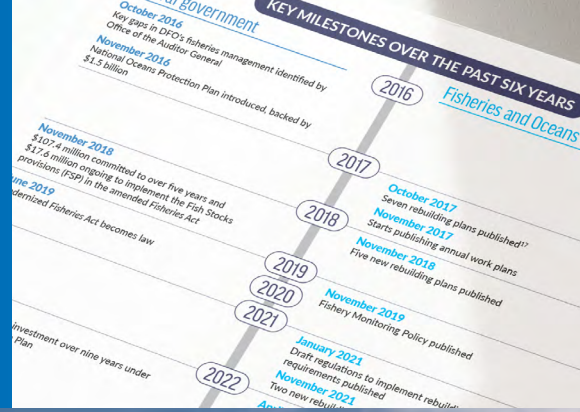 government
KEY MILESTONES OVER THE PAST SIX YEARS
October 2016
Key gaps in DFO's fisheries management identified by
Office of the Auditor General
November 2016
National Oceans Protection Plan introduced, backed by
$1.5 billion
2016
Fisheries and Oceans
2017
October 2017
Seven rebuilding plans published¹⁷
November 2017
Starts publishing annual work plans
November 2018
$107.4 million committed to over five years and
$17.6 million ongoing to implement the Fish Stocks
provisions (FSP) in the amended Fisheries Act
2018
November 2018
Five new rebuilding plans published
June 2019
Fisheries Act becomes law
2019
November 2019
Fishery Monitoring Policy published
2020
2021
January 2021
Draft regulations to implement
requirements published
November 2021
Two new
investment over nine years under
Plan
2022